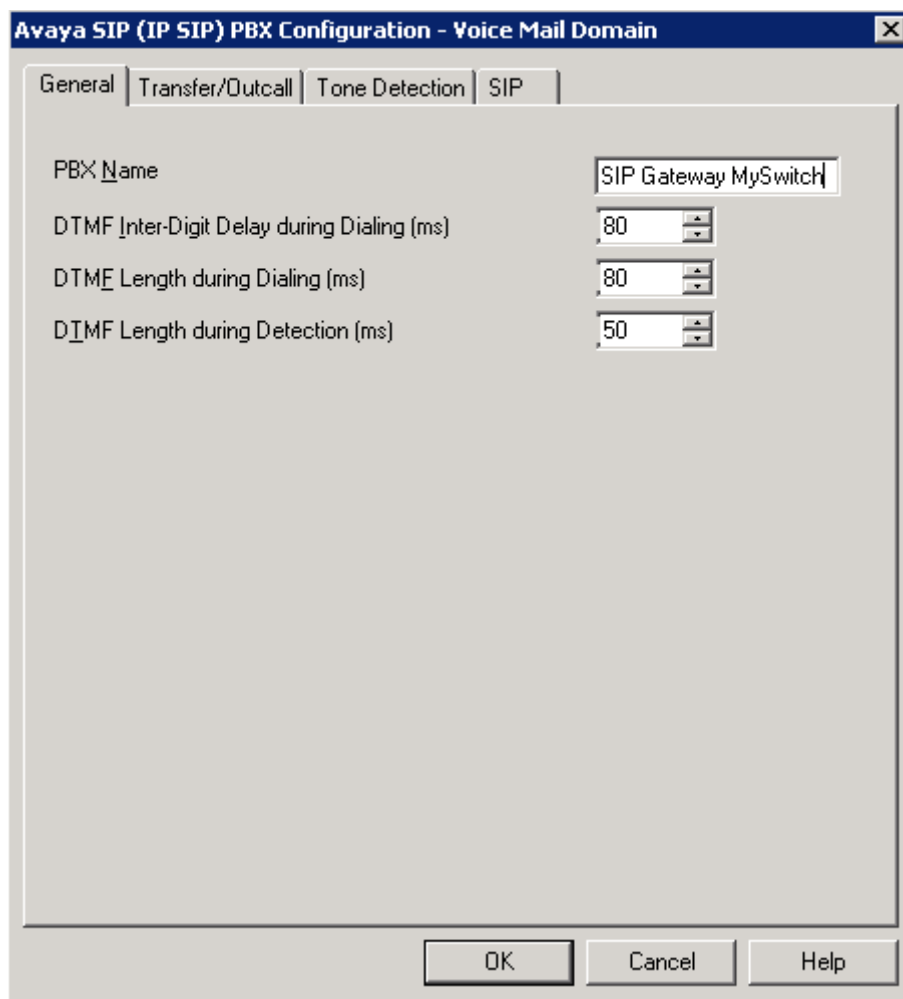 Avaya SIP (IP SIP) PBX Configuration - Voice Mail Domain
General Transfer/Outcall Tone Detection SIP
PBX Name SIP Gateway MySwitch
DTMF Inter-Digit Delay during Dialing (ms) 80
DTMF Length during Dialing (ms) 80
DTMF Length during Detection (ms) 50
OK Cancel Help